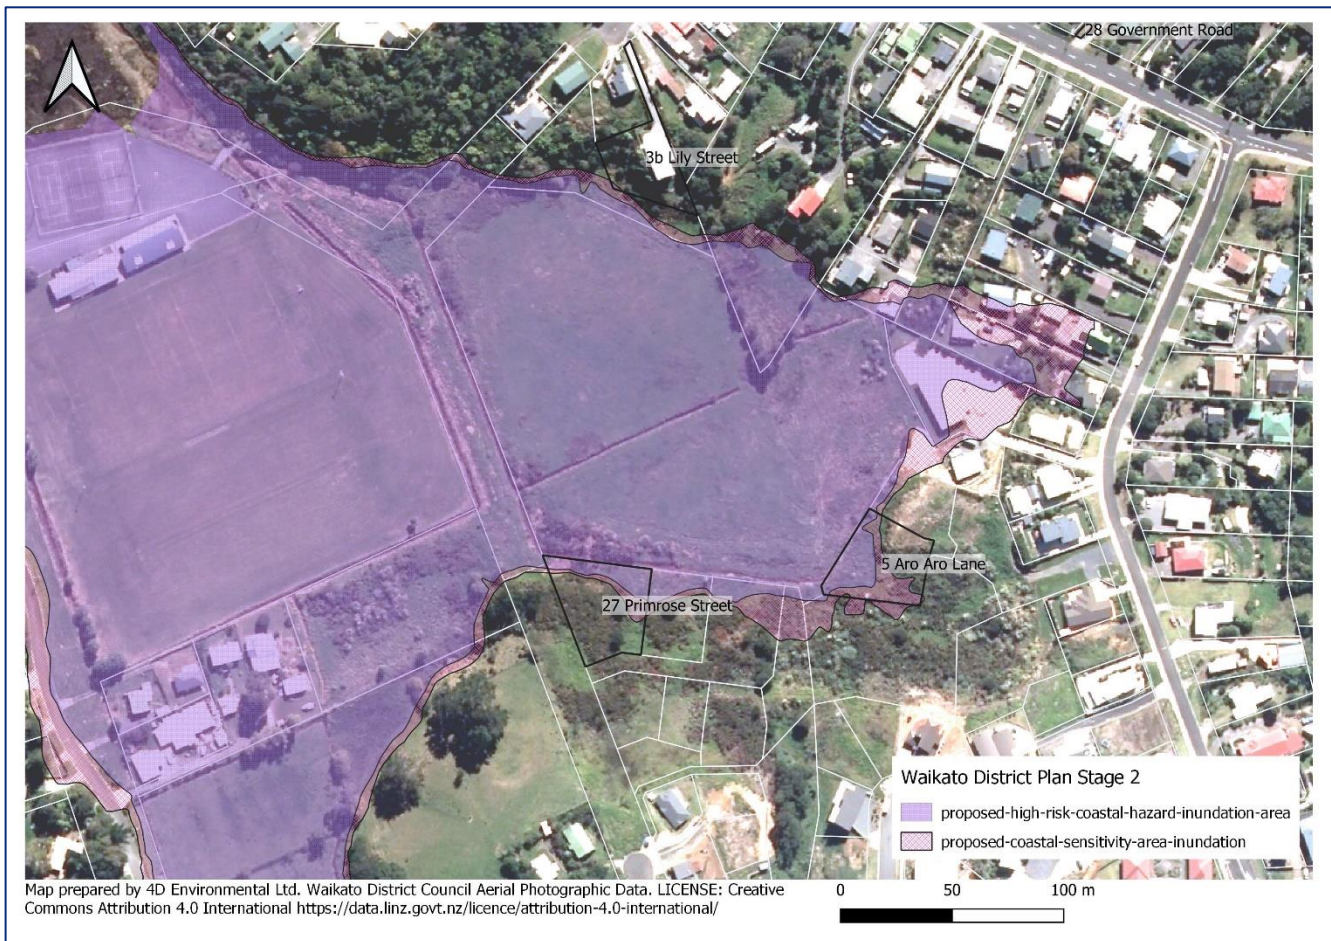 228 Government Road
3b Lily Street
5 Aro Aro Lane
27 Primrose Street
Waikato District Plan Stage 2
proposed-high-risk-coastal-hazard-inundation-area
proposed-coastal-sensitivity-area-inundation
Map prepared by 4D Environmental Ltd. Waikato District Council Aerial Photographic Data. LICENSE: Creative
Commons Attribution 4.0 International https://data.linz.govt.nz/licence/attribution-4.0-international/
0 50 100 m